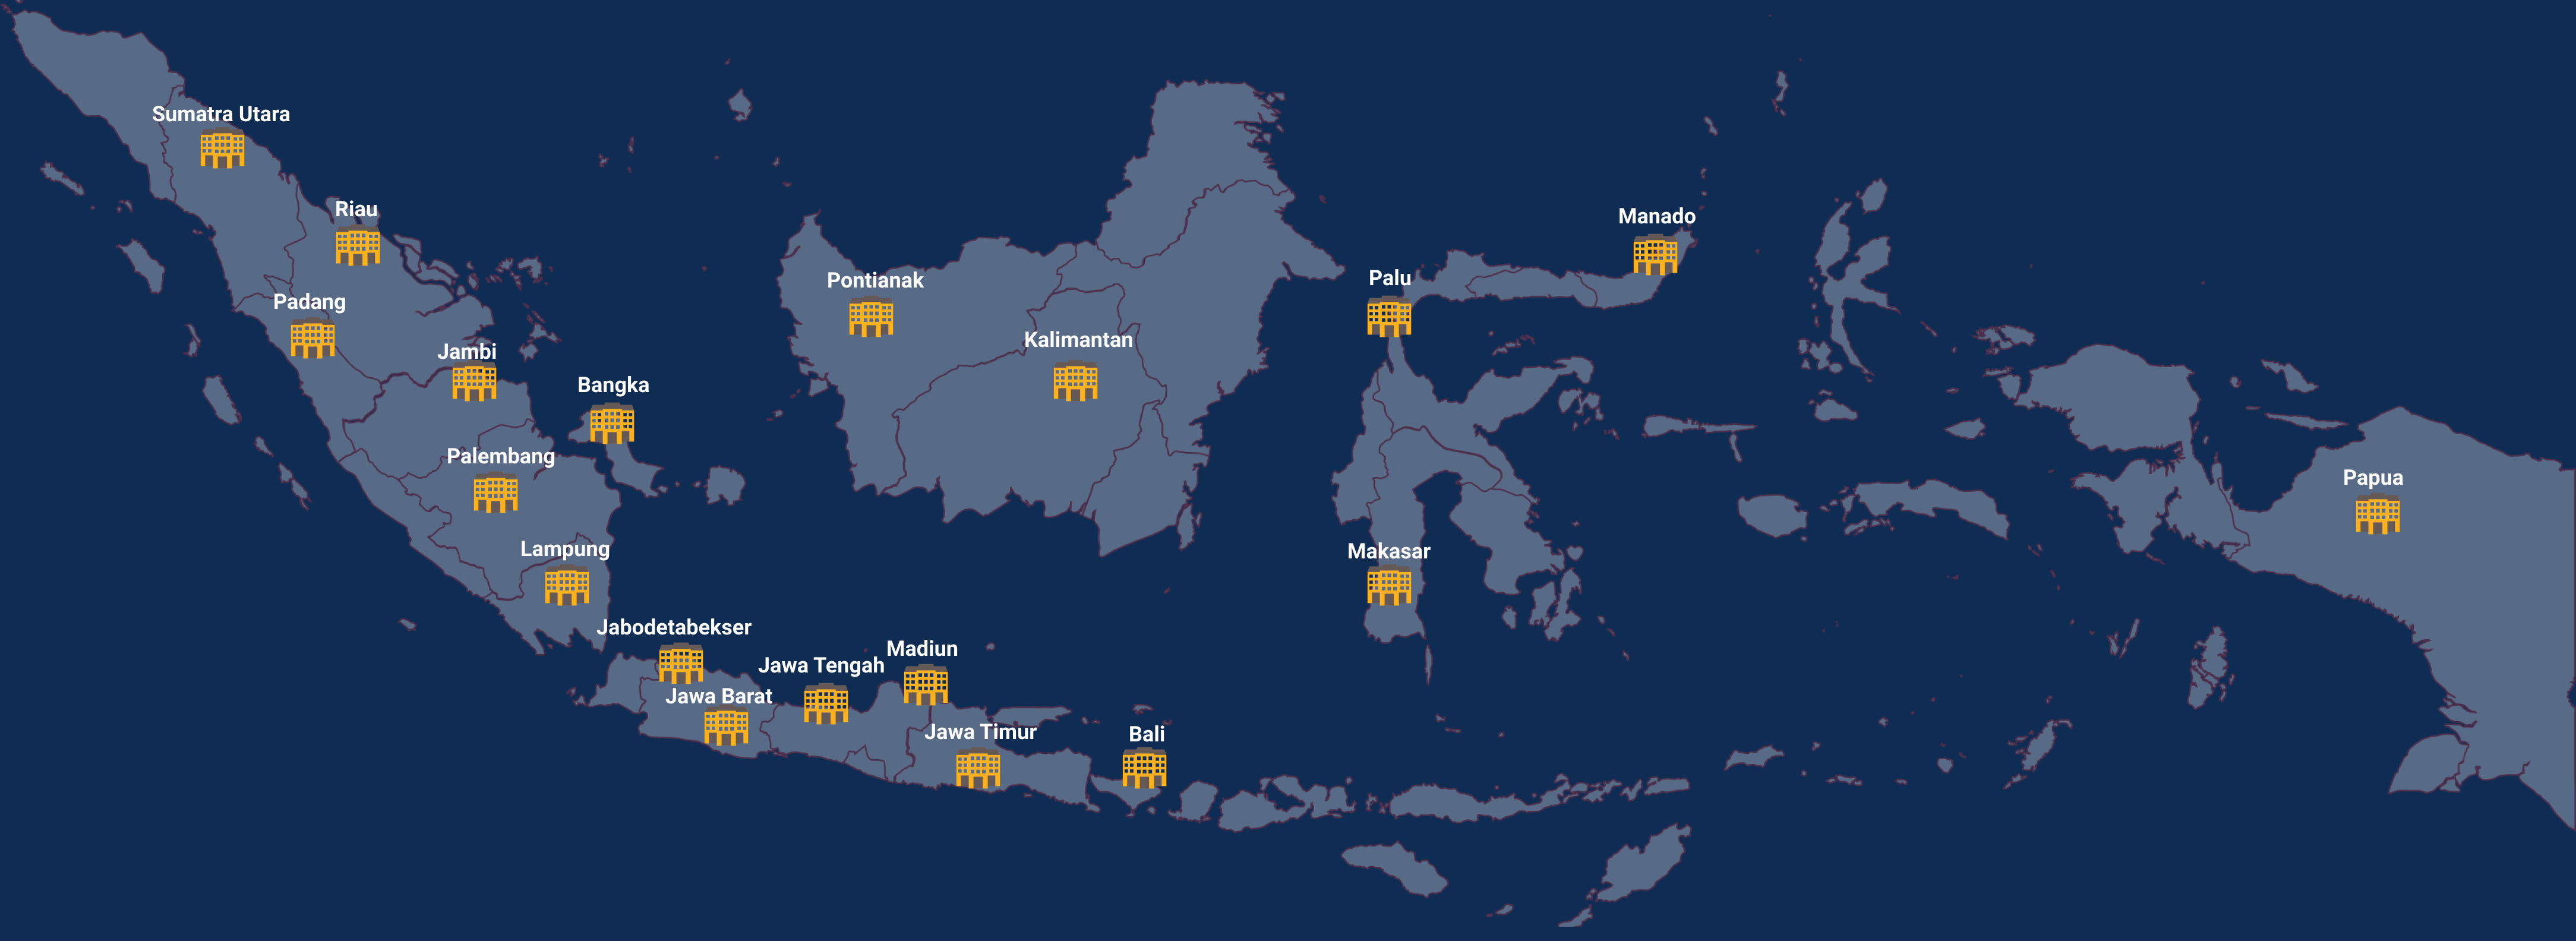 Sumatra Utara
Riau
Manado
Palu
Pontianak
Padang
Kalimantan
Jambi
Bangka
Palembang
Papua
Lampung
Makasar
Jabodetabekser
Madiun
Jawa Tengah
Jawa Barat
Jawa Timur
Bali